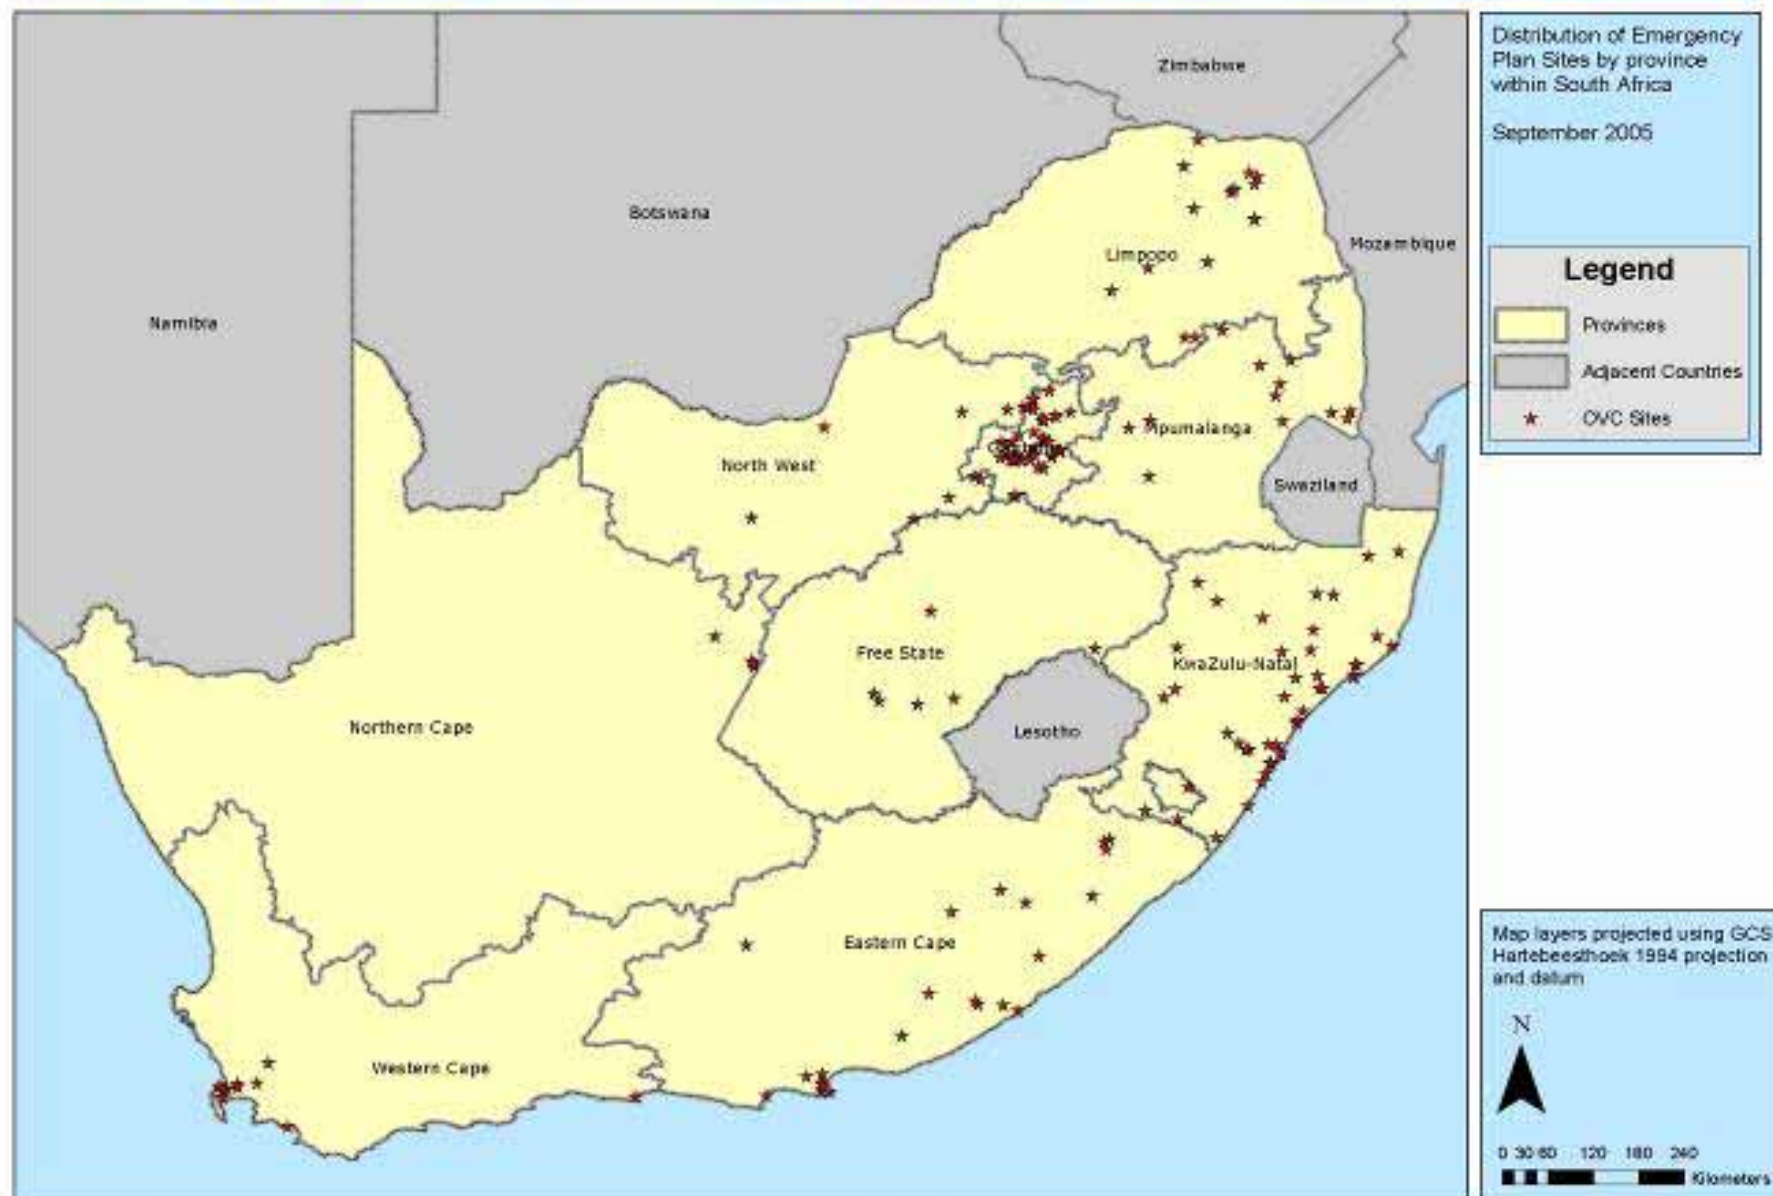 Distribution of Emergency
Plan Sites by province
within South Africa
September 2005
Legend
Provinces
Adjacent Countries
OVC Sites
Zimbabwe
Botswana
Mozambique
Limpopo
Namibia
Mpumalanga
North West
Swaziland
Free State
KwaZulu-Natal
Northern Cape
Lesotho
Eastern Cape
Western Cape
Map layers projected using GCS
Hartebeesthoek 1994 projection
and datum
N
0 30 60 120 180 240
Kilometers